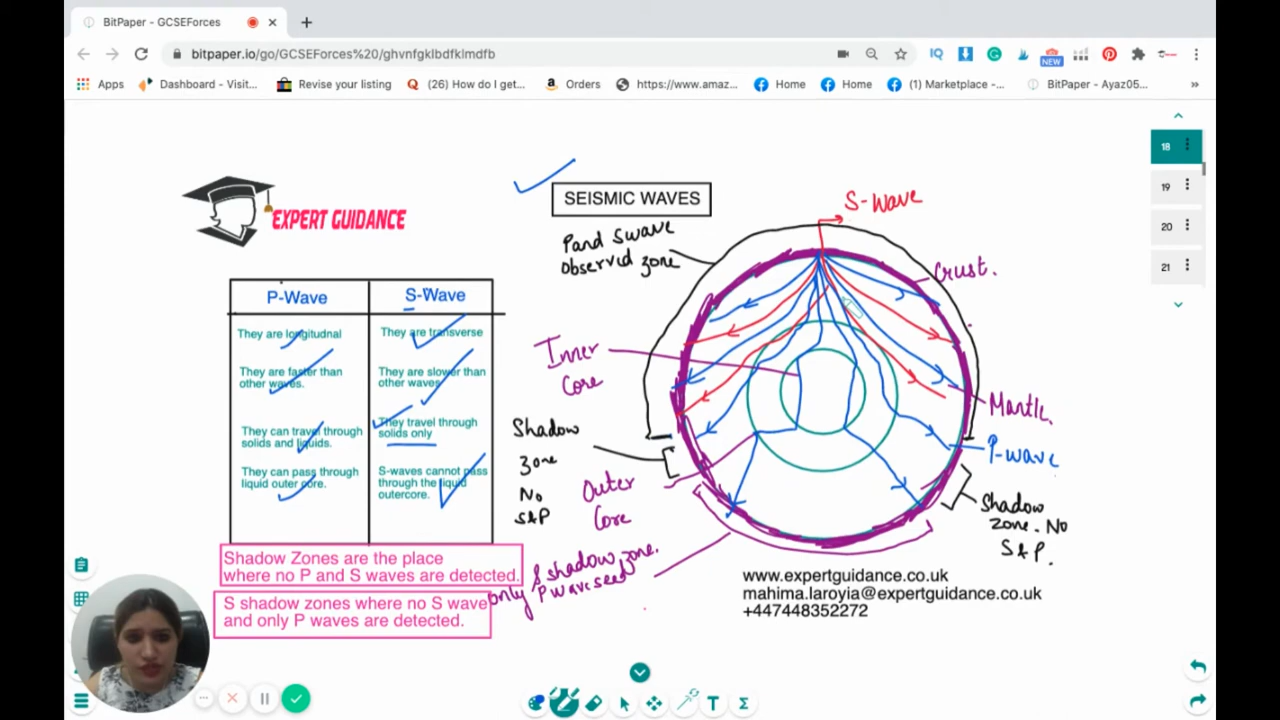 BitPaper - GCSEForces
bitpaper.io/go/GCSEForces%20/ghvnfgklbdfklmdfb
IQ
NEW
Apps
Dashboard - Visit...
Revise your listing
(26) How do I get...
Orders
https://www.amaz...
Home
Home
(1) Marketplace -...
BitPaper - Ayaz05...
18
19
20
21
EXPERT GUIDANCE
SEISMIC WAVES
S-Wave
P and S wave
observed zone
Crust.
P-Wave
S-Wave
They are longitudnal
They are transverse
They are faster than
other waves.
They are slower than
other waves
They can travel through
solids and liquids.
They travel through
solids only
They can pass through
liquid outer core.
S-waves cannot pass
through the liquid
outercore.
Inner
Core
Mantle.
Shadow
zone
No
S&P
P-wave
Outer
Core
Shadow
zone. No
S & P.
S shadow zone.
only P wave seen
Shadow Zones are the place
where no P and S waves are detected.
S shadow zones where no S wave
and only P waves are detected.
www.expertguidance.co.uk
mahima.laroyia@expertguidance.co.uk
+447448352272
T
Σ